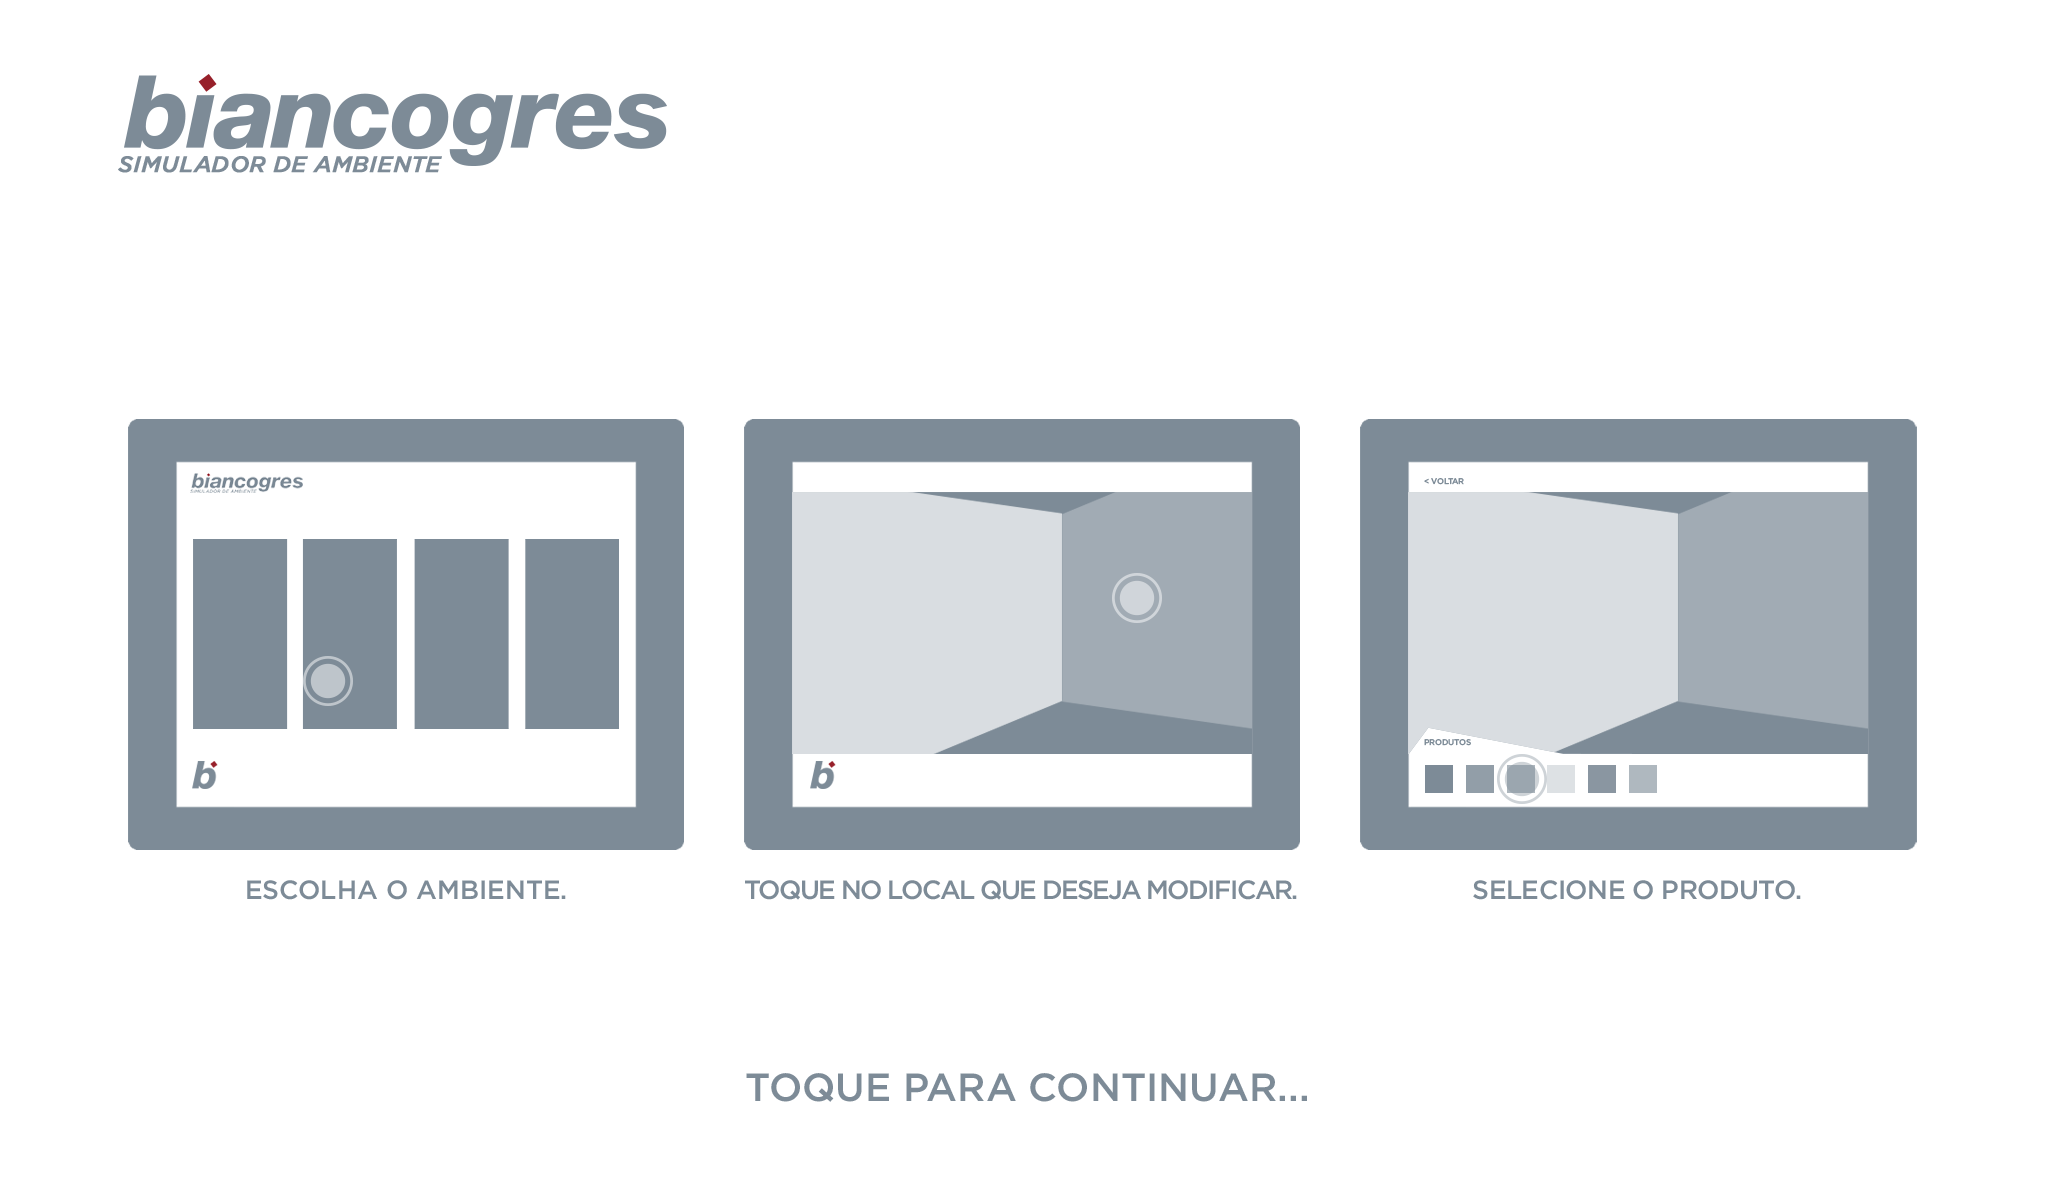 biancogres
SIMULADOR DE AMBIENTE
biancogres
SIMULADOR DE AMBIENTE
b
b
< VOLTAR
PRODUTOS
ESCOLHA O AMBIENTE.
TOQUE NO LOCAL QUE DESEJA MODIFICAR.
SELECIONE O PRODUTO.
TOQUE PARA CONTINUAR...